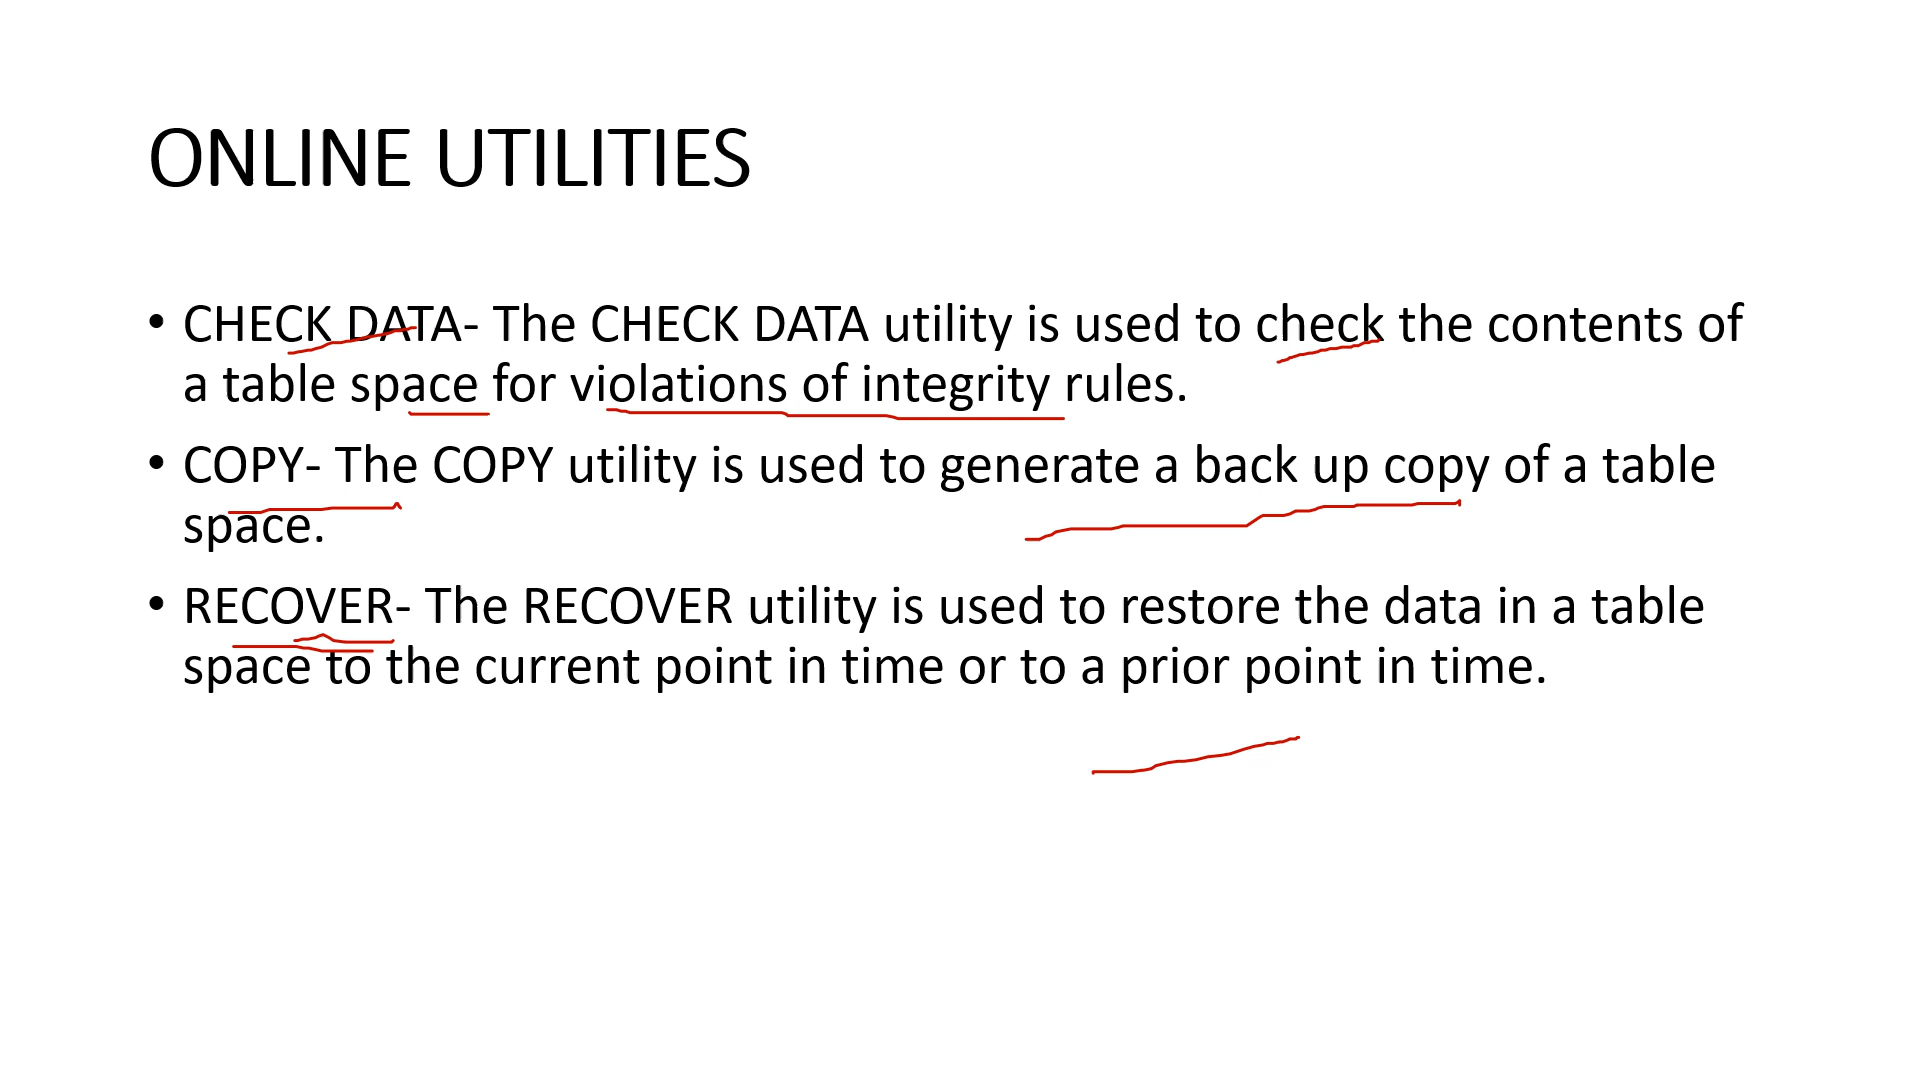 ONLINE UTILITIES
• CHECK DATA- The CHECK DATA utility is used to check the contents of
a table space for violations of integrity rules.
• COPY- The COPY utility is used to generate a back up copy of a table
space.
• RECOVER- The RECOVER utility is used to restore the data in a table
space to the current point in time or to a prior point in time.